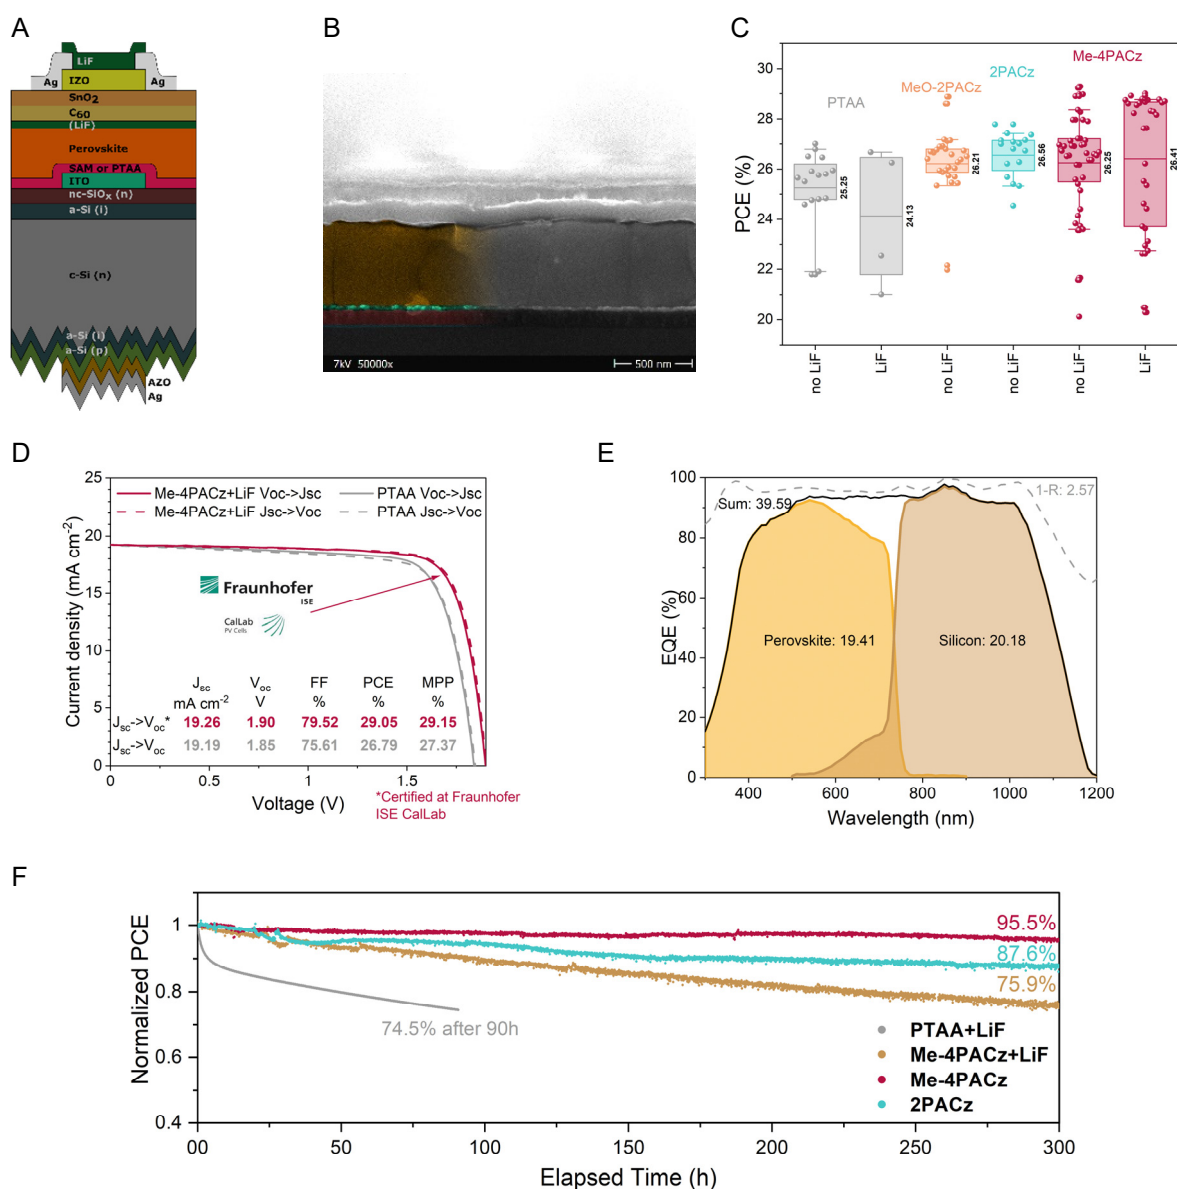 A
LiF
Ag IZO Ag
SnO2
C60
(LiF)
Perovskite
SAM or PTAA
ITO
nc-SiOx (n)
a-Si (i)
c-Si (n)
a-Si (i)
a-Si (p)
AZO
Ag
B
7kV 50000x 500 nm
C
PCE (%)
31
30
29
28
27
26
25
24
23
22
21
20
PTAA
MeO-2PACz
2PACz
Me-4PACz
25.25
24.13
26.21
26.56
26.25
26.41
no LiF
LiF
no LiF
no LiF
no LiF
LiF
D
Current density (mA cm-2)
25
20
15
10
5
0
Me-4PACz+LiF Voc->Jsc PTAA Voc->Jsc
Me-4PACz+LiF Jsc->Voc PTAA Jsc->Voc
Fraunhofer
ISE
CalLab
PV Cells
Jsc Voc FF PCE MPP
mA cm-2 V % % %
Jsc->Voc* 19.26 1.90 79.52 29.05 29.15
Jsc->Voc 19.19 1.85 75.61 26.79 27.37
0 0.5 1 1.5
Voltage (V)
*Certified at Fraunhofer
ISE CalLab
E
EQE (%)
100
80
60
40
20
0
Sum: 39.59
1-R: 2.57
Perovskite: 19.41
Silicon: 20.18
400 600 800 1000 1200
Wavelength (nm)
F
Normalized PCE
1
0.8
0.6
0.4
95.5%
87.6%
75.9%
74.5% after 90h
PTAA+LiF
Me-4PACz+LiF
Me-4PACz
2PACz
00 50 100 150 200 250 300
Elapsed Time (h)